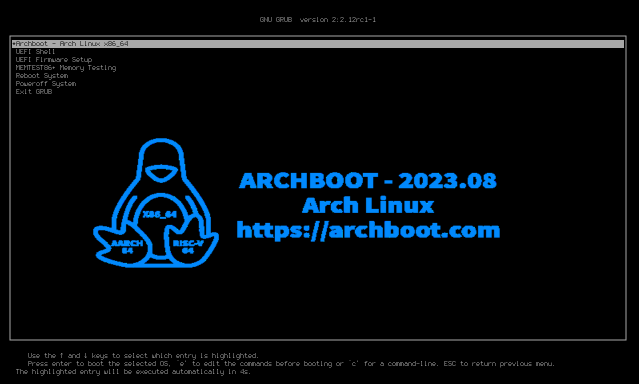 GNU GRUB  version 2:2.12rc1-1
*Archboot - Arch Linux x86_64
UEFI Shell
UEFI Firmware Setup
MEMTEST86+ Memory Testing
Reboot System
Poweroff System
Exit GRUB
ARCHBOOT - 2023.08
Arch Linux
https://archboot.com
X86_64
AARCH
64
RISC-V
64
Use the ↑ and ↓ keys to select which entry is highlighted.
Press enter to boot the selected OS, `e' to edit the commands before booting or `c' for a command-line. ESC to return previous menu.
The highlighted entry will be executed automatically in 4s.